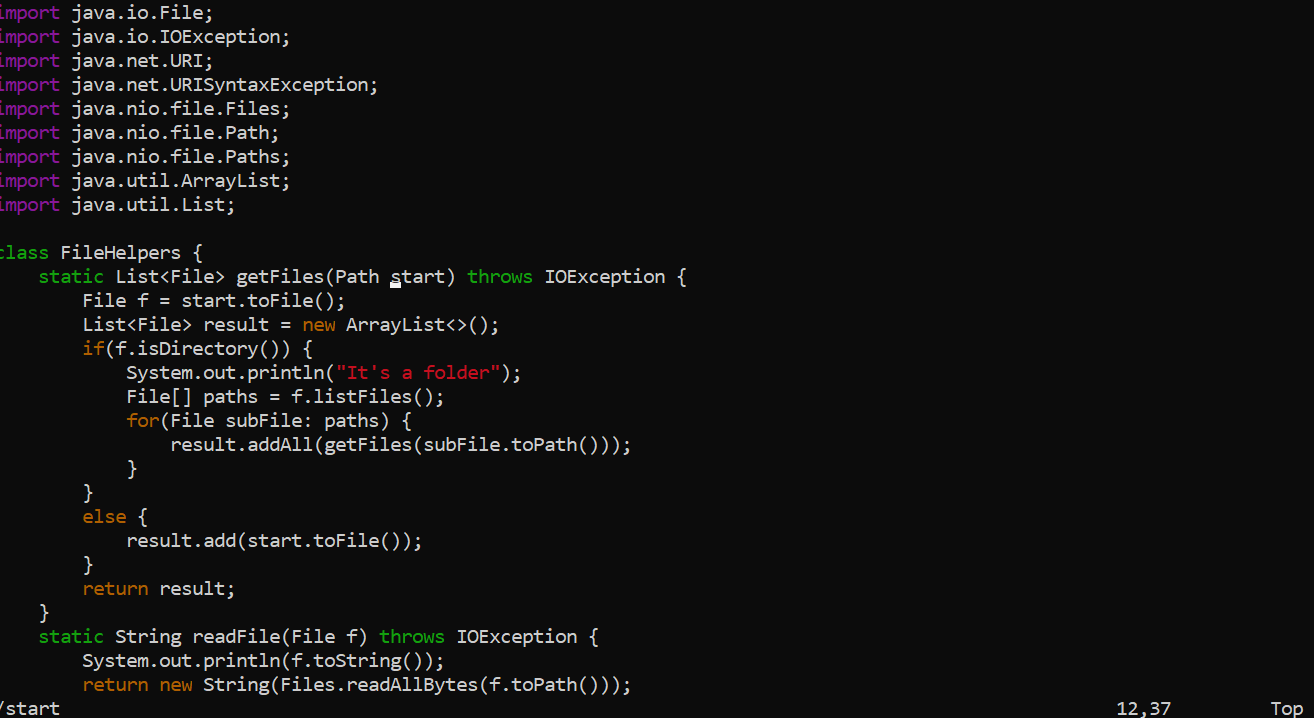 import java.io.File;
import java.io.IOException;
import java.net.URI;
import java.net.URISyntaxException;
import java.nio.file.Files;
import java.nio.file.Path;
import java.nio.file.Paths;
import java.util.ArrayList;
import java.util.List;

class FileHelpers {
    static List<File> getFiles(Path start) throws IOException {
        File f = start.toFile();
        List<File> result = new ArrayList<>();
        if(f.isDirectory()) {
            System.out.println("It's a folder");
            File[] paths = f.listFiles();
            for(File subFile: paths) {
                result.addAll(getFiles(subFile.toPath()));
            }
        }
        else {
            result.add(start.toFile());
        }
        return result;
    }
    static String readFile(File f) throws IOException {
        System.out.println(f.toString());
        return new String(Files.readAllBytes(f.toPath()));
/start 12,37 Top